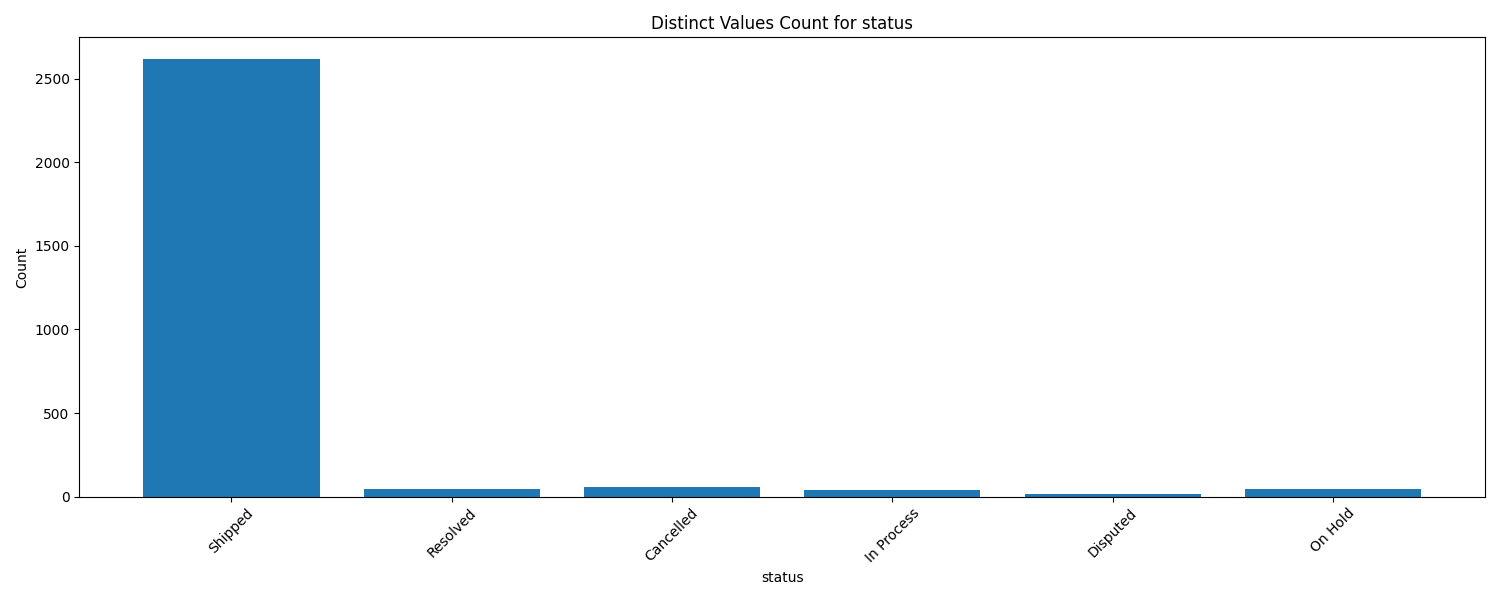 Distinct Values Count for status
Count
2500
2000
1500
1000
500
0
Shipped
Resolved
Cancelled
In Process
Disputed
On Hold
status